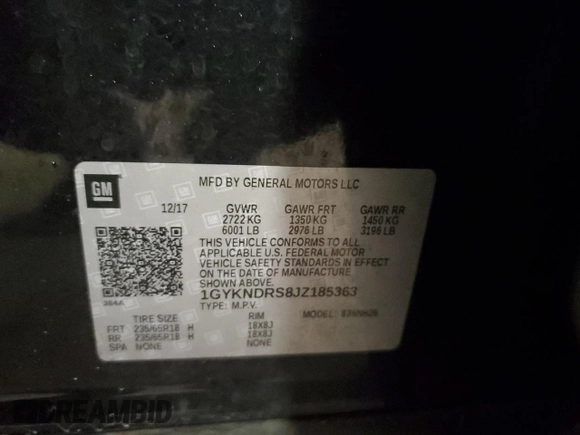 GM
MFD BY GENERAL MOTORS LLC
12/17 GVWR GAWR FRT GAWR RR
2722 KG 1350 KG 1450 KG
6001 LB 2976 LB 3196 LB
THIS VEHICLE CONFORMS TO ALL
APPLICABLE U.S. FEDERAL MOTOR
VEHICLE SAFETY STANDARDS IN EFFECT
ON THE DATE OF MANUFACTURE
SHOWN ABOVE.
384A 1GYKNDRS8JZ185363
TYPE: M.P.V. MODEL:
TIRE SIZE RIM
FRT 235/65R18 H 18X8J
RR 235/65R18 H 18X8J
SPA NONE NONE
DREAMBID